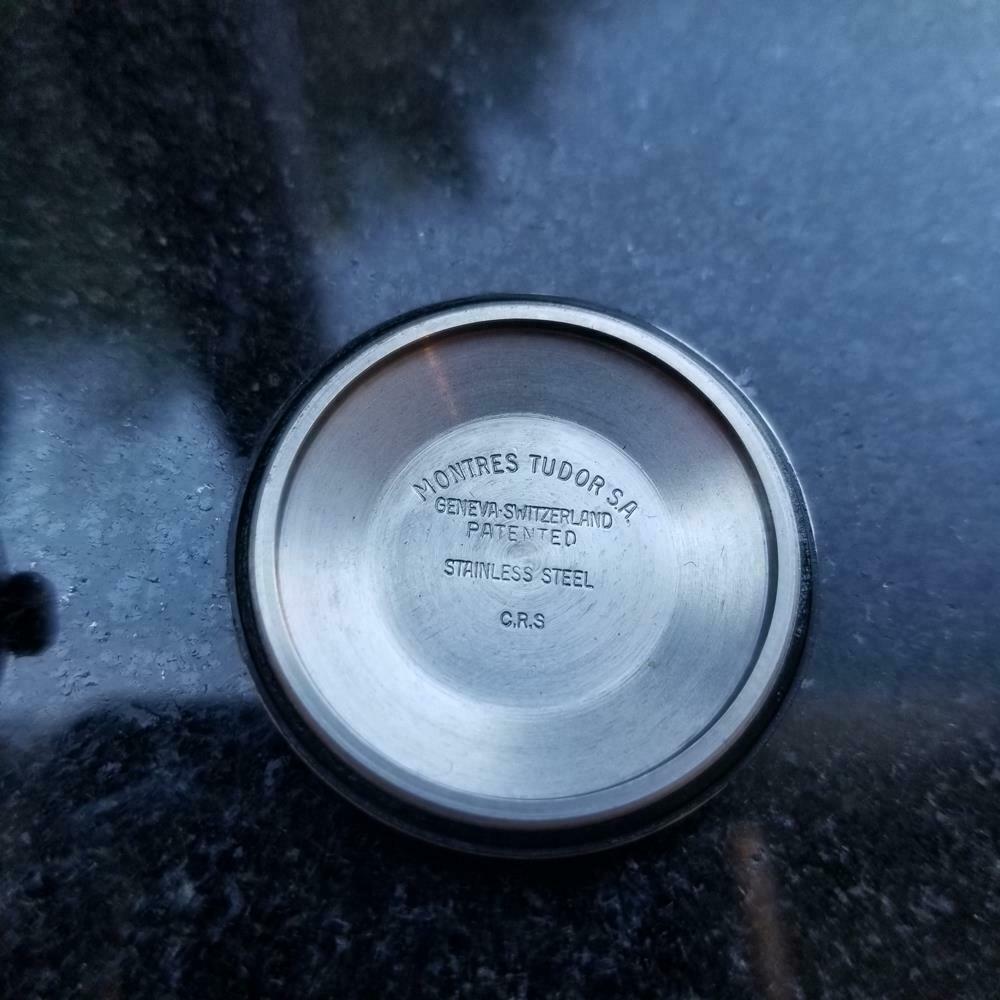 MONTRES TUDOR S.A.
GENEVA·SWITZERLAND
PATENTED
STAINLESS STEEL
C.R.S